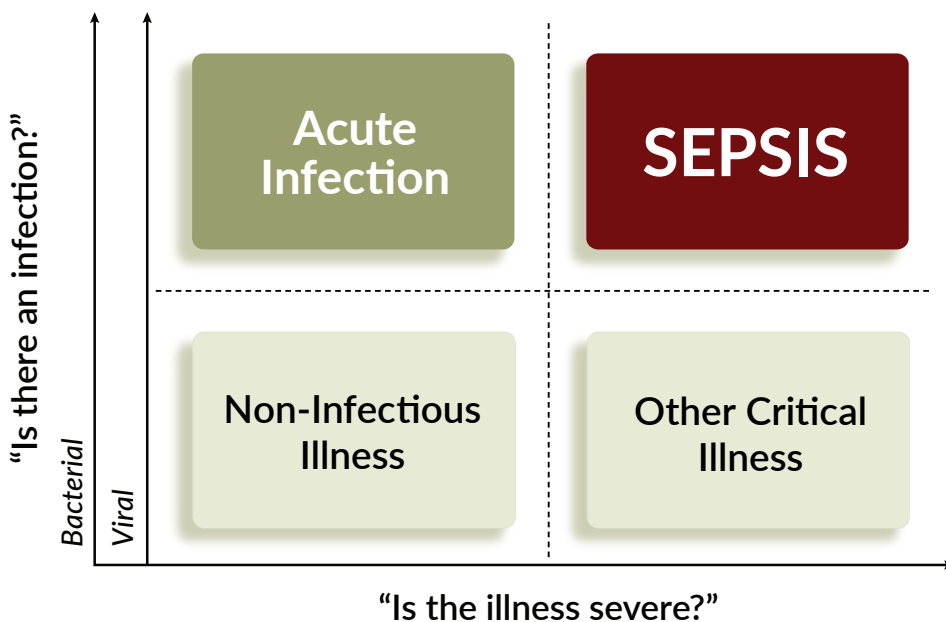 “Is there an infection?”
Bacterial
Viral
Acute
Infection
SEPSIS
Non-Infectious
Illness
Other Critical
Illness
“Is the illness severe?”